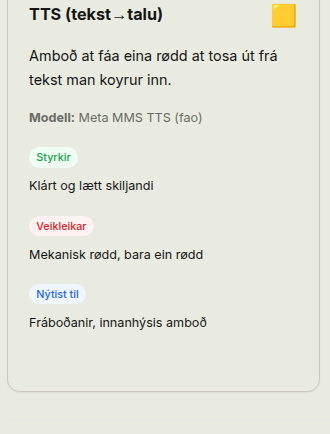 TTS (tekst→talu)
Amboð at fáa eina rødd at tosa út frá
tekst man koyrur inn.
Modell: Meta MMS TTS (fao)
Styrkir
Klárt og lætt skiljandi
Veikleikar
Mekanisk rødd, bara ein rødd
Nýtist til
Fráboðanir, innanhýsis amboð